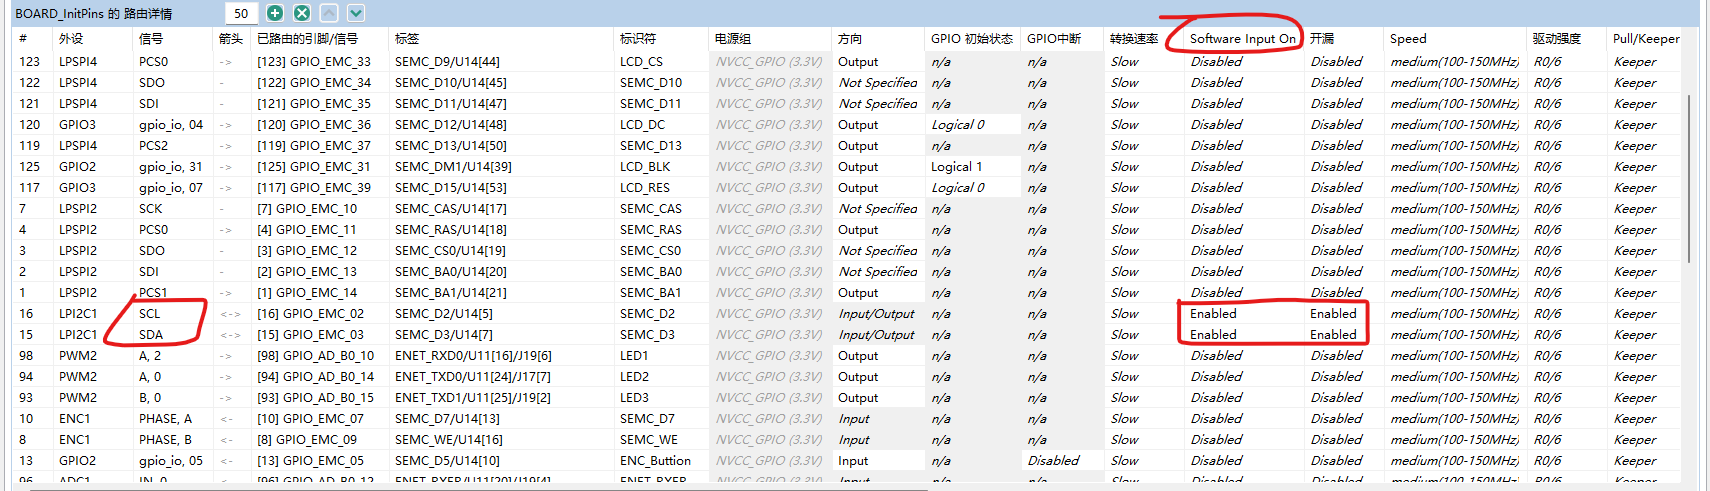 BOARD_InitPins 的 路由详情 50
# 外设 信号 箭头 已路由的引脚/信号 标签 标识符 电源组 方向 GPIO 初始状态 GPIO中断 转换速率 Software Input On 开漏 Speed 驱动强度 Pull/Keeper
123 LPSPI4 PCS0 -> [123] GPIO_EMC_33 SEMC_D9/U14[44] LCD_CS NVCC_GPIO (3.3V) Output n/a n/a Slow Disabled Disabled medium(100-150MHz) R0/6 Keeper
122 LPSPI4 SDO - [122] GPIO_EMC_34 SEMC_D10/U14[45] SEMC_D10 NVCC_GPIO (3.3V) Not Specified n/a n/a Slow Disabled Disabled medium(100-150MHz) R0/6 Keeper
121 LPSPI4 SDI - [121] GPIO_EMC_35 SEMC_D11/U14[47] SEMC_D11 NVCC_GPIO (3.3V) Not Specified n/a n/a Slow Disabled Disabled medium(100-150MHz) R0/6 Keeper
120 GPIO3 gpio_io, 04 -> [120] GPIO_EMC_36 SEMC_D12/U14[48] LCD_DC NVCC_GPIO (3.3V) Output Logical 0 n/a Slow Disabled Disabled medium(100-150MHz) R0/6 Keeper
119 LPSPI4 PCS2 -> [119] GPIO_EMC_37 SEMC_D13/U14[50] SEMC_D13 NVCC_GPIO (3.3V) Output n/a n/a Slow Disabled Disabled medium(100-150MHz) R0/6 Keeper
125 GPIO2 gpio_io, 31 -> [125] GPIO_EMC_31 SEMC_DM1/U14[39] LCD_BLK NVCC_GPIO (3.3V) Output Logical 1 n/a Slow Disabled Disabled medium(100-150MHz) R0/6 Keeper
117 GPIO3 gpio_io, 07 -> [117] GPIO_EMC_39 SEMC_D15/U14[53] LCD_RES NVCC_GPIO (3.3V) Output Logical 0 n/a Slow Disabled Disabled medium(100-150MHz) R0/6 Keeper
7 LPSPI2 SCK - [7] GPIO_EMC_10 SEMC_CAS/U14[17] SEMC_CAS NVCC_GPIO (3.3V) Not Specified n/a n/a Slow Disabled Disabled medium(100-150MHz) R0/6 Keeper
4 LPSPI2 PCS0 -> [4] GPIO_EMC_11 SEMC_RAS/U14[18] SEMC_RAS NVCC_GPIO (3.3V) Output n/a n/a Slow Disabled Disabled medium(100-150MHz) R0/6 Keeper
3 LPSPI2 SDO - [3] GPIO_EMC_12 SEMC_CS0/U14[19] SEMC_CS0 NVCC_GPIO (3.3V) Not Specified n/a n/a Slow Disabled Disabled medium(100-150MHz) R0/6 Keeper
2 LPSPI2 SDI - [2] GPIO_EMC_13 SEMC_BA0/U14[20] SEMC_BA0 NVCC_GPIO (3.3V) Not Specified n/a n/a Slow Disabled Disabled medium(100-150MHz) R0/6 Keeper
1 LPSPI2 PCS1 -> [1] GPIO_EMC_14 SEMC_BA1/U14[21] SEMC_BA1 NVCC_GPIO (3.3V) Output n/a n/a Slow Disabled Disabled medium(100-150MHz) R0/6 Keeper
16 LPI2C1 SCL <-> [16] GPIO_EMC_02 SEMC_D2/U14[5] SEMC_D2 NVCC_GPIO (3.3V) Input/Output n/a n/a Slow Enabled Enabled medium(100-150MHz) R0/6 Keeper
15 LPI2C1 SDA <-> [15] GPIO_EMC_03 SEMC_D3/U14[7] SEMC_D3 NVCC_GPIO (3.3V) Input/Output n/a n/a Slow Enabled Enabled medium(100-150MHz) R0/6 Keeper
98 PWM2 A, 2 -> [98] GPIO_AD_B0_10 ENET_RXD0/U11[16]/J19[6] LED1 NVCC_GPIO (3.3V) Output n/a n/a Slow Disabled Disabled medium(100-150MHz) R0/6 Keeper
94 PWM2 A, 0 -> [94] GPIO_AD_B0_14 ENET_TXD0/U11[24]/J17[7] LED2 NVCC_GPIO (3.3V) Output n/a n/a Slow Disabled Disabled medium(100-150MHz) R0/6 Keeper
93 PWM2 B, 0 -> [93] GPIO_AD_B0_15 ENET_TXD1/U11[25]/J19[2] LED3 NVCC_GPIO (3.3V) Output n/a n/a Slow Disabled Disabled medium(100-150MHz) R0/6 Keeper
10 ENC1 PHASE, A <- [10] GPIO_EMC_07 SEMC_D7/U14[13] SEMC_D7 NVCC_GPIO (3.3V) Input n/a n/a Slow Disabled Disabled medium(100-150MHz) R0/6 Keeper
8 ENC1 PHASE, B <- [8] GPIO_EMC_09 SEMC_WE/U14[16] SEMC_WE NVCC_GPIO (3.3V) Input n/a n/a Slow Disabled Disabled medium(100-150MHz) R0/6 Keeper
13 GPIO2 gpio_io, 05 <- [13] GPIO_EMC_05 SEMC_D5/U14[10] ENC_Buttion NVCC_GPIO (3.3V) Input n/a Disabled Slow Disabled Disabled medium(100-150MHz) R0/6 Keeper